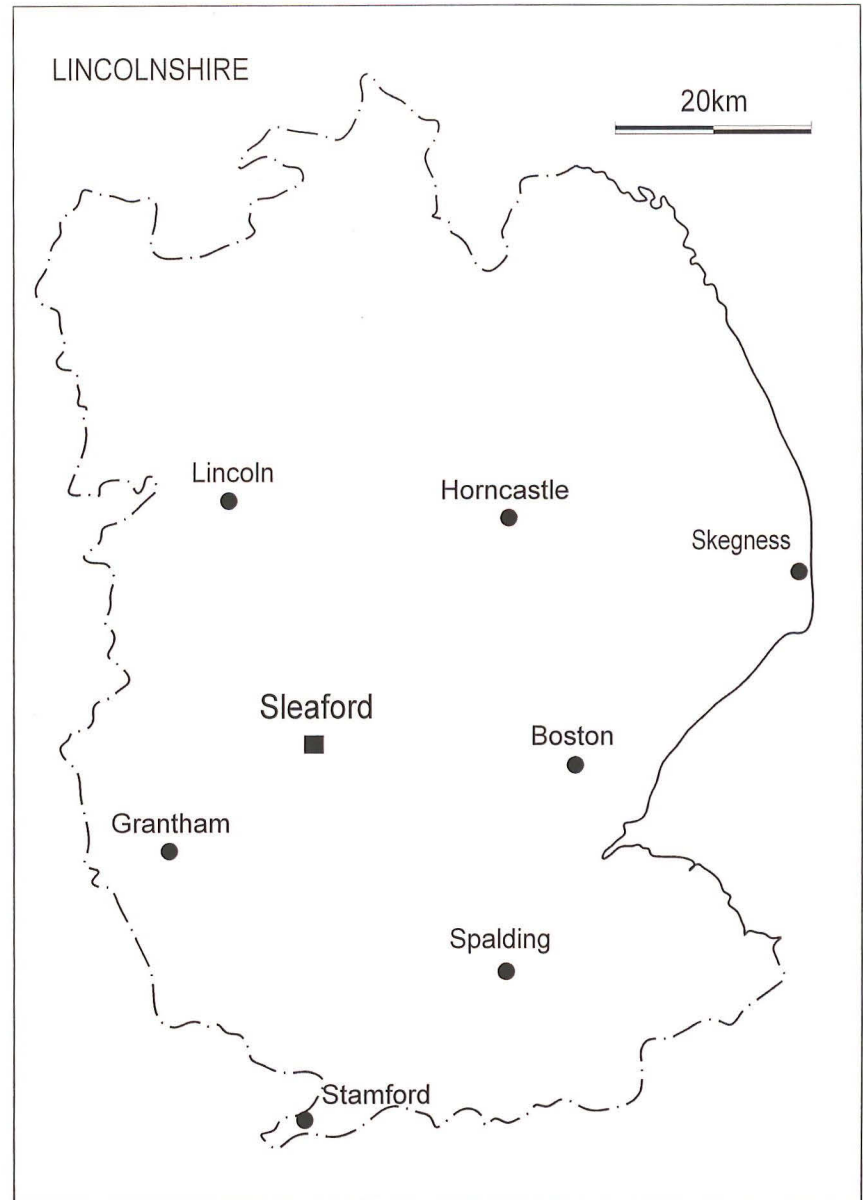 LINCOLNSHIRE
20km
Lincoln
Horncastle
Skegness
Sleaford
Boston
Grantham
Spalding
Stamford